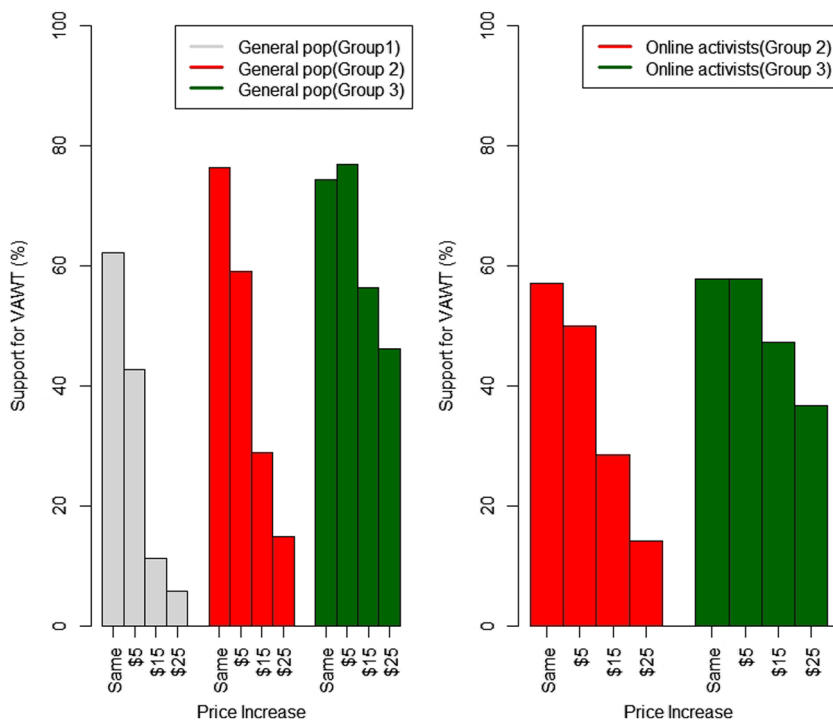 General pop(Group1)
General pop(Group 2)
General pop(Group 3)
Support for VAWT (%)
0
20
40
60
80
100
Same
$5
$15
$25
Same
$5
$15
$25
Same
$5
$15
$25
Price Increase
Online activists(Group 2)
Online activists(Group 3)
Support for VAWT (%)
0
20
40
60
80
100
Same
$5
$15
$25
Same
$5
$15
$25
Price Increase